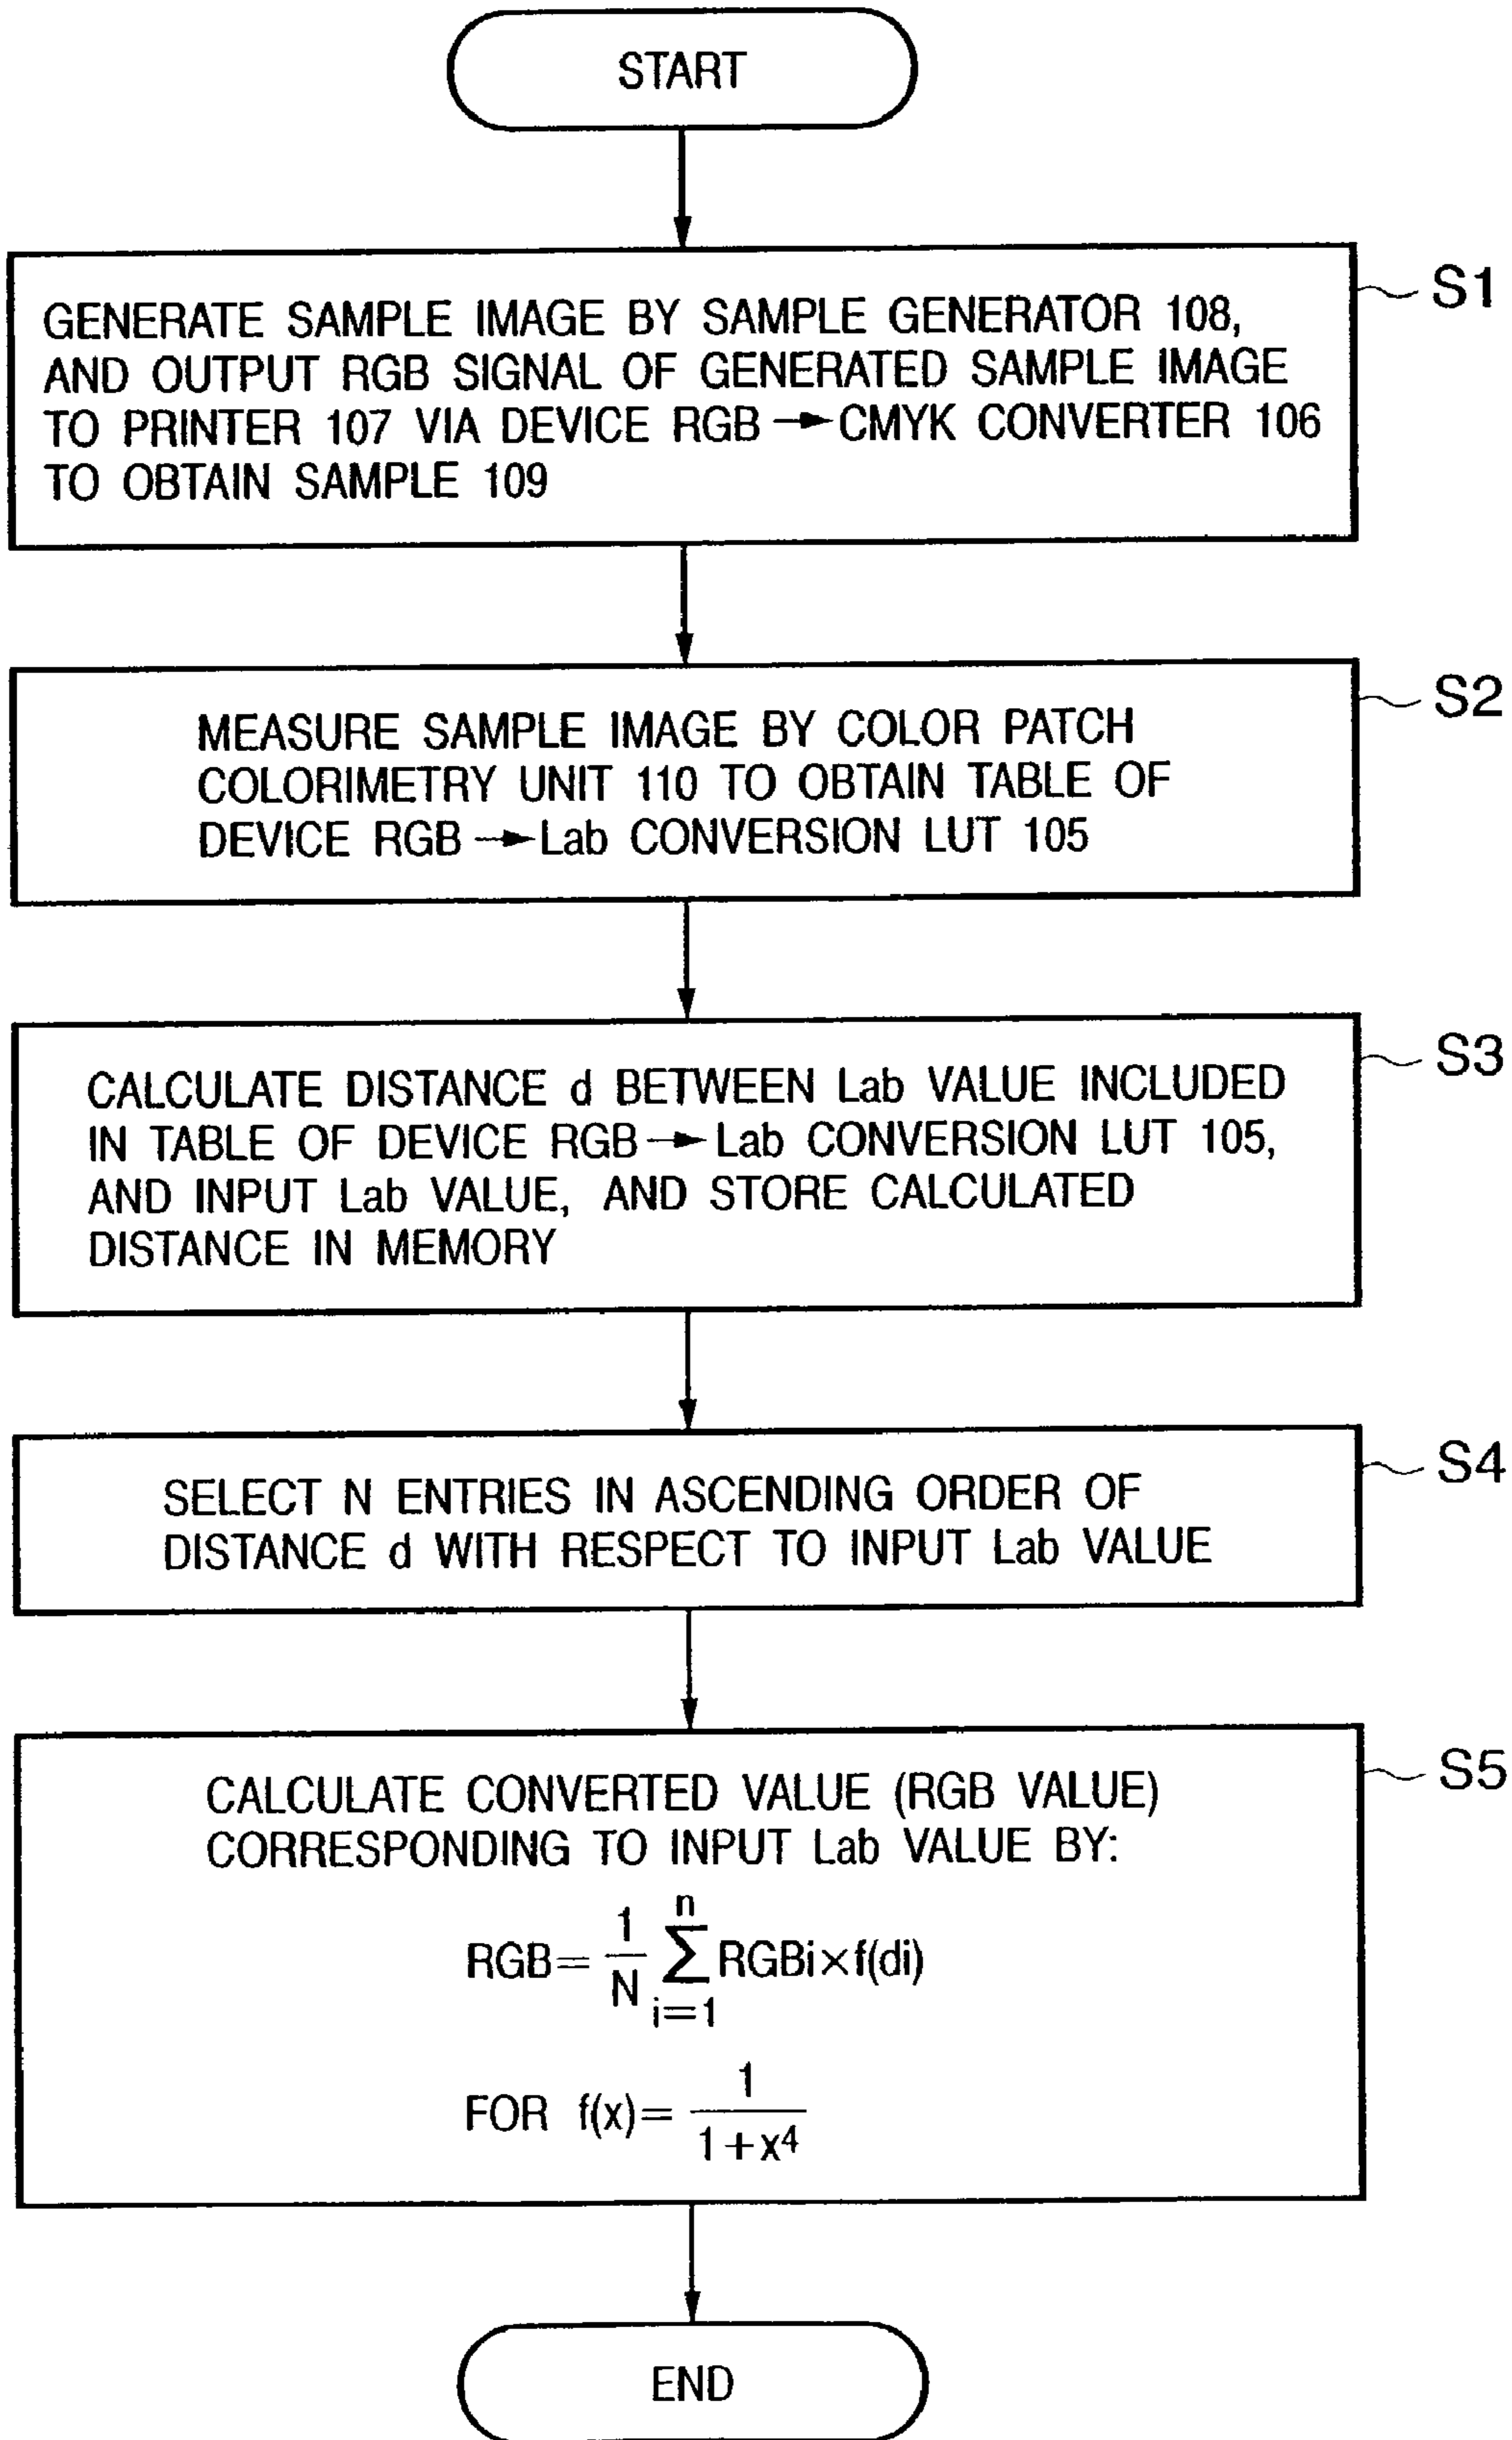 START
S1
GENERATE SAMPLE IMAGE BY SAMPLE GENERATOR 108,
AND OUTPUT RGB SIGNAL OF GENERATED SAMPLE IMAGE
TO PRINTER 107 VIA DEVICE RGB → CMYK CONVERTER 106
TO OBTAIN SAMPLE 109
S2
MEASURE SAMPLE IMAGE BY COLOR PATCH
COLORIMETRY UNIT 110 TO OBTAIN TABLE OF
DEVICE RGB → Lab CONVERSION LUT 105
S3
CALCULATE DISTANCE d BETWEEN Lab VALUE INCLUDED
IN TABLE OF DEVICE RGB → Lab CONVERSION LUT 105,
AND INPUT Lab VALUE, AND STORE CALCULATED
DISTANCE IN MEMORY
S4
SELECT N ENTRIES IN ASCENDING ORDER OF
DISTANCE d WITH RESPECT TO INPUT Lab VALUE
S5
CALCULATE CONVERTED VALUE (RGB VALUE)
CORRESPONDING TO INPUT Lab VALUE BY:
RGB= 1/N n∑i=1 RGBi×f(di)
FOR f(x)= 1/1+x⁴
END